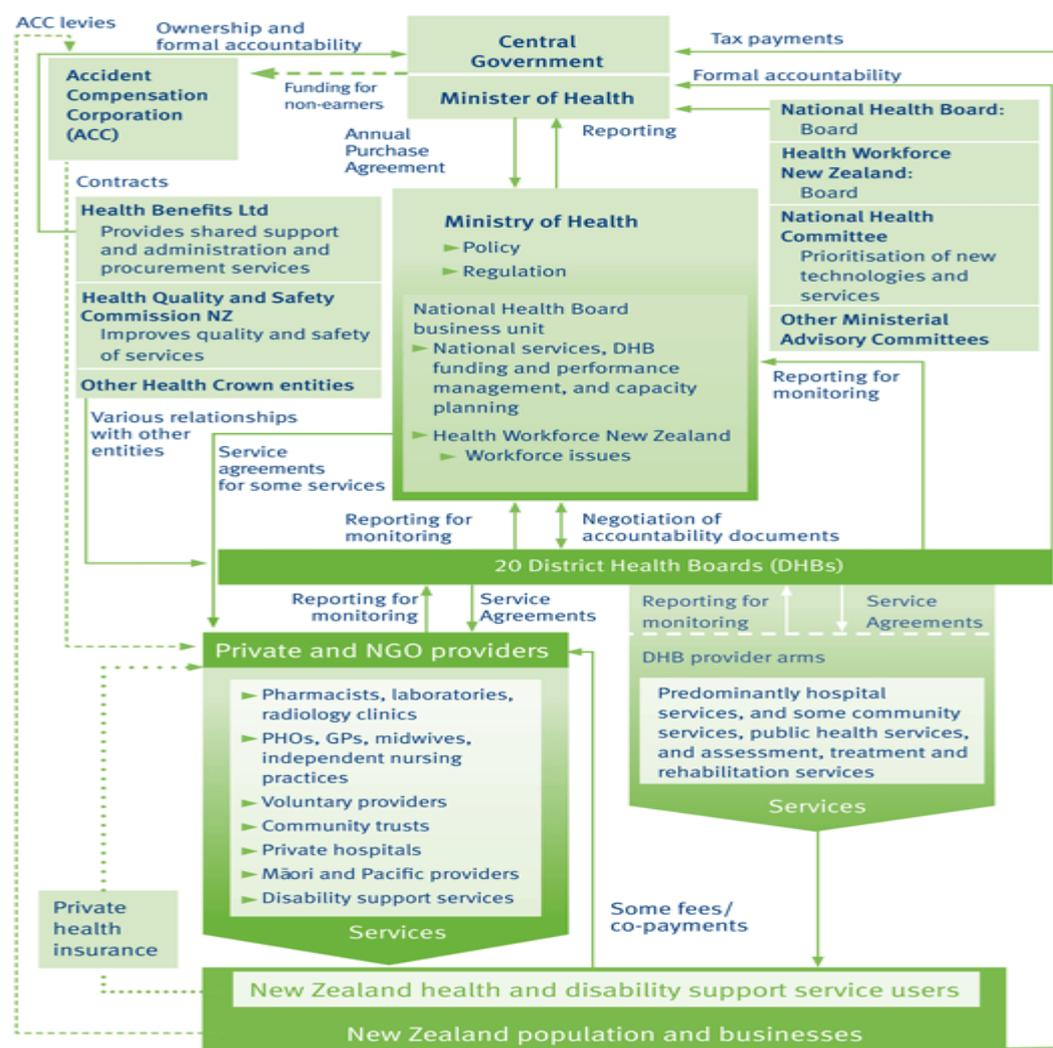 ACC levies
Ownership and
formal accountability
Central
Government
Tax payments
Accident
Compensation
Corporation
(ACC)
Funding for
non-earners
Minister of Health
Formal accountability
Annual
Purchase
Agreement
Reporting
National Health Board:
Board
Health Workforce
New Zealand:
Board
National Health
Committee
Prioritisation of new
technologies and
services
Other Ministerial
Advisory Committees
Contracts
Health Benefits Ltd
Provides shared support
and administration and
procurement services
Health Quality and Safety
Commission NZ
Improves quality and safety
of services
Other Health Crown entities
Ministry of Health
Policy
Regulation
National Health Board
business unit
National services, DHB
funding and performance
management, and capacity
planning
Health Workforce New Zealand
Workforce issues
Reporting for
monitoring
Various relationships
with other
entities
Service
agreements
for some services
Reporting for
monitoring
Negotiation of
accountability documents
20 District Health Boards (DHBs)
Reporting for
monitoring
Service
Agreements
Reporting for
monitoring
Service
Agreements
Private and NGO providers
Pharmacists, laboratories,
radiology clinics
PHOs, GPs, midwives,
independent nursing
practices
Voluntary providers
Community trusts
Private hospitals
Māori and Pacific providers
Disability support services
Services
DHB provider arms
Predominantly hospital
services, and some community
services, public health services,
and assessment, treatment and
rehabilitation services
Services
Private
health
insurance
Some fees/
co-payments
New Zealand health and disability support service users
New Zealand population and businesses